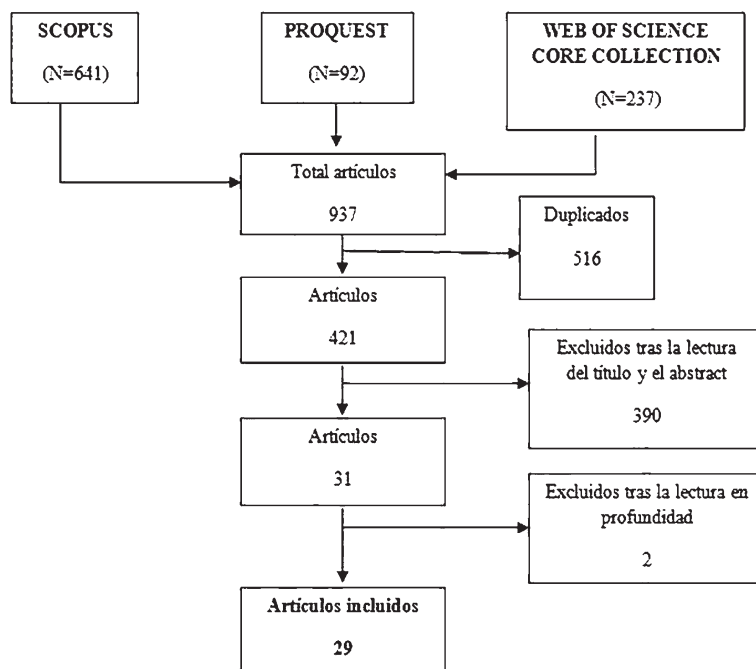 SCOPUS
(N=641)
PROQUEST
(N=92)
WEB OF SCIENCE
CORE COLLECTION
(N=237)
Total artículos
937
Duplicados
516
Artículos
421
Excluidos tras la lectura
del título y el abstract
390
Artículos
31
Excluidos tras la lectura en
profundidad
2
Artículos incluidos
29